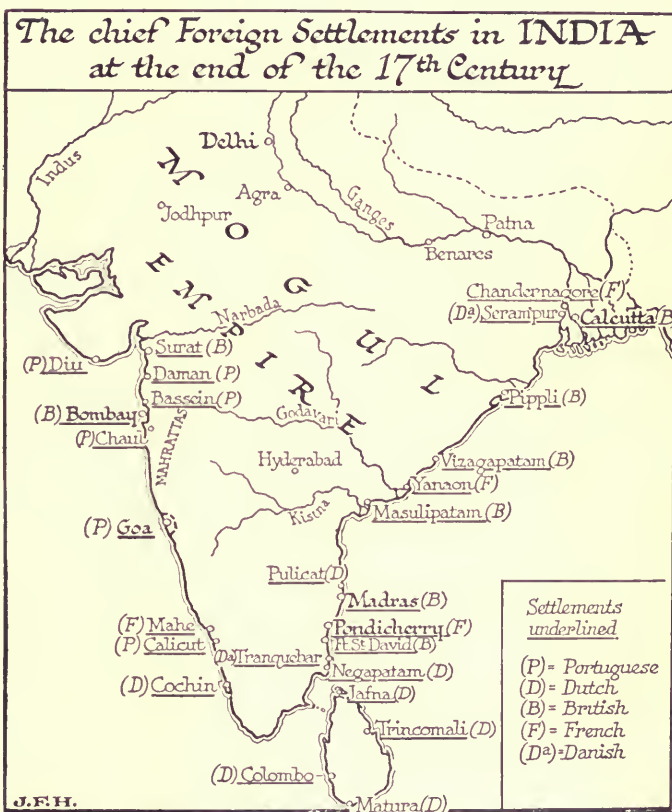 The chief Foreign Settlements in INDIA
at the end of the 17th Century
Indus
Delhi
MOGUL
EMPIRE
Agra
Jodhpur
Ganges
Patna
Benares
Chandernagore (F)
(Da) Serampur
Calcutta (B
Narbada
Surat (B)
(P) Diu
Daman (P)
Bassein (P)
(B) Bombay
(P) Chaul
MAHRATTAS
Godavari
Pippli (B)
Hyderabad
Vizagapatam (B)
Yanaon (F)
Kistna
Masulipatam (B)
(P) Goa
Pulicat (D)
Madras (B)
(F) Mahe
Pondicherry (F)
(P) Calicut
Ft St David (B)
(Da) Tranquebar
Negapatam (D)
(D) Cochin
Jafna (D)
Trincomali (D)
(D) Colombo
Matura (D)
Settlements
underlined
(P) = Portuguese
(D) = Dutch
(B) = British
(F) = French
(Da) = Danish
J.F.H.